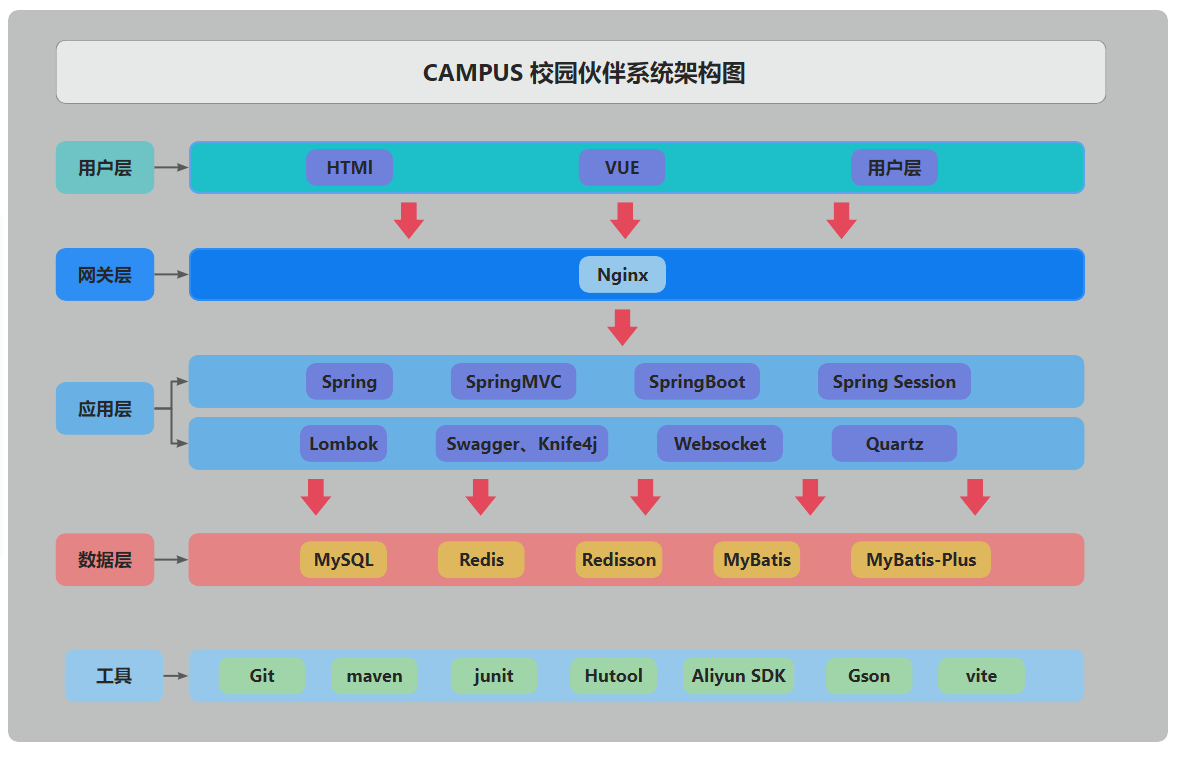 CAMPUS 校园伙伴系统架构图
用户层
HTMl
VUE
用户层
网关层
Nginx
应用层
Spring
SpringMVC
SpringBoot
Spring Session
Lombok
Swagger、Knife4j
Websocket
Quartz
数据层
MySQL
Redis
Redisson
MyBatis
MyBatis-Plus
工具
Git
maven
junit
Hutool
Aliyun SDK
Gson
vite